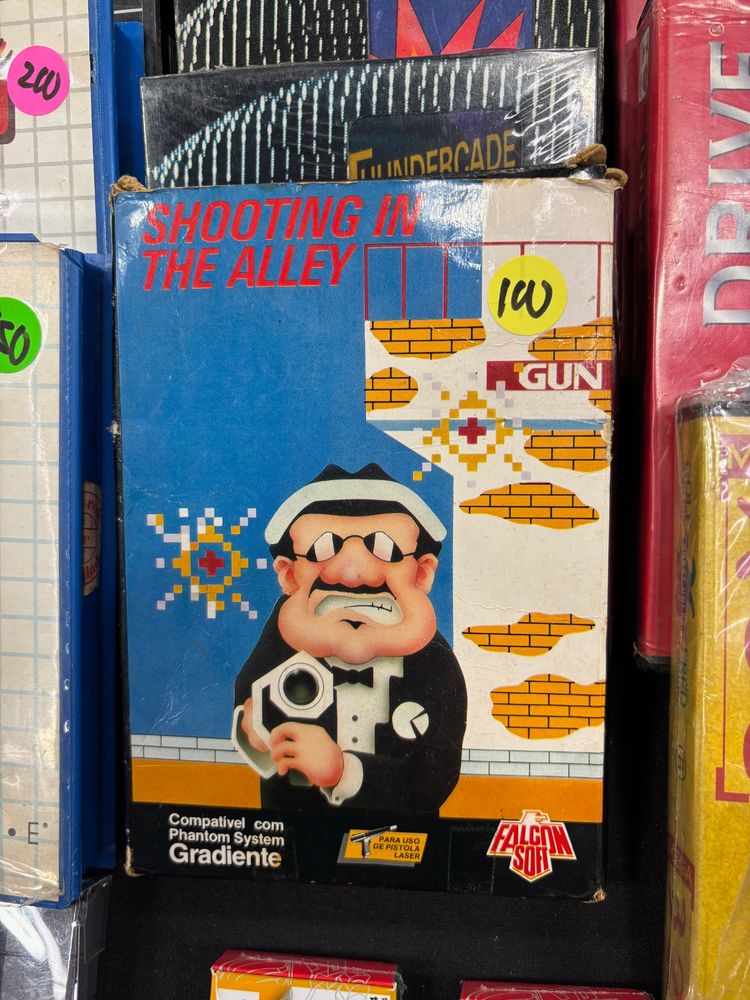 200
THUNDERCADE
DRIVE
SHOOTING IN
THE ALLEY
100
50
GUN
Compatível com
Phantom System
Gradiente
PARA USO
DE PISTOLA
LASER
FALCON
SOFT
E